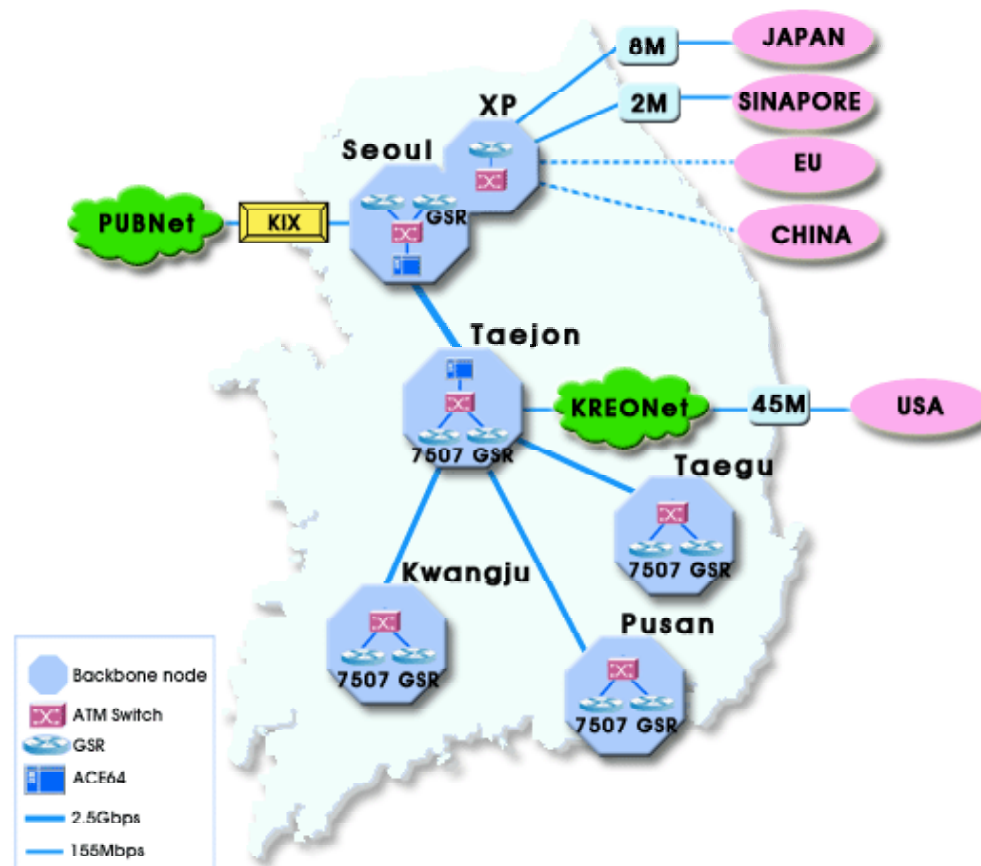 8M
JAPAN
2M
SINAPORE
XP
EU
Seoul
GSR
CHINA
PUBNet
KIX
Taejon
7507 GSR
KREONet
45M
USA
Taegu
7507 GSR
Kwangju
7507 GSR
Pusan
7507 GSR
Backbone node
ATM Switch
GSR
ACE64
2.5Gbps
155Mbps